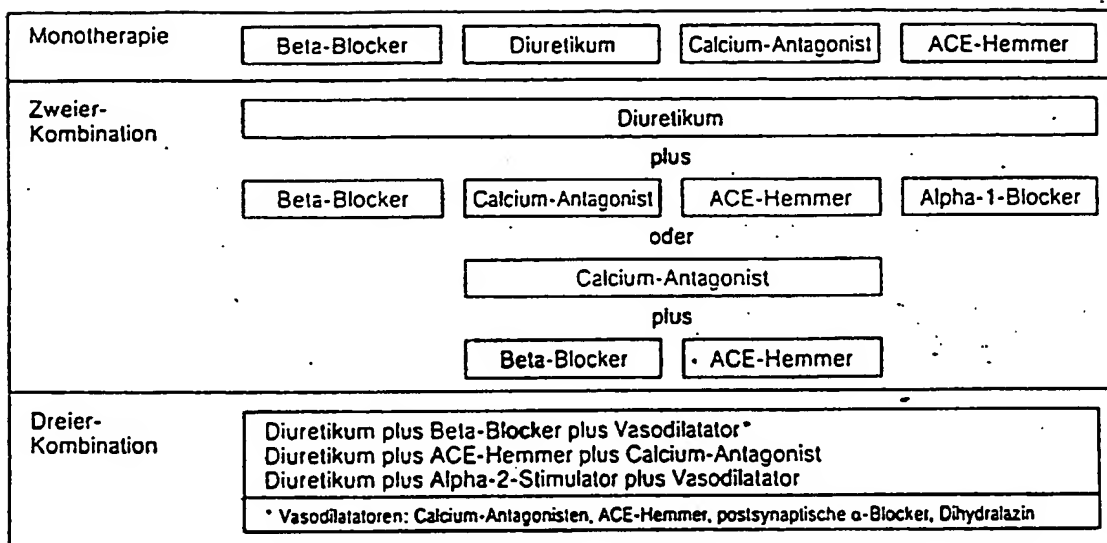 Monotherapie
Beta-Blocker Diuretikum Calcium-Antagonist ACE-Hemmer
Zweier-
Kombination
Diuretikum
plus
Beta-Blocker Calcium-Antagonist ACE-Hemmer Alpha-1-Blocker
oder
Calcium-Antagonist
plus
Beta-Blocker ACE-Hemmer
Dreier-
Kombination
Diuretikum plus Beta-Blocker plus Vasodilatator*
Diuretikum plus ACE-Hemmer plus Calcium-Antagonist
Diuretikum plus Alpha-2-Stimulator plus Vasodilatator
* Vasodilatatoren: Calcium-Antagonisten, ACE-Hemmer, postsynaptische α-Blocker, Dihydralazin